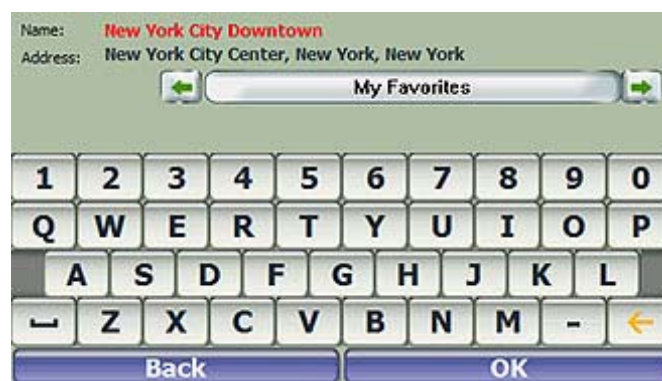 Name: New York City Downtown
Address: New York City Center, New York, New York
My Favorites
1 2 3 4 5 6 7 8 9 0
Q W E R T Y U I O P
A S D F G H J K L
Z X C V B N M -
Back OK